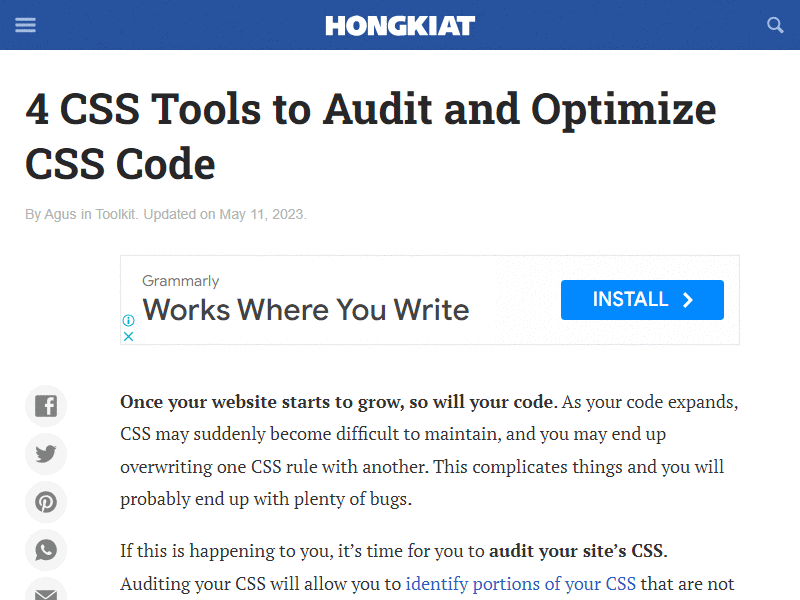 HONGKIAT
4 CSS Tools to Audit and Optimize
CSS Code
By Agus in Toolkit. Updated on May 11, 2023.
Grammarly
Works Where You Write
INSTALL
Once your website starts to grow, so will your code. As your code expands,
CSS may suddenly become difficult to maintain, and you may end up
overwriting one CSS rule with another. This complicates things and you will
probably end up with plenty of bugs.
If this is happening to you, it’s time for you to audit your site’s CSS.
Auditing your CSS will allow you to identify portions of your CSS that are not